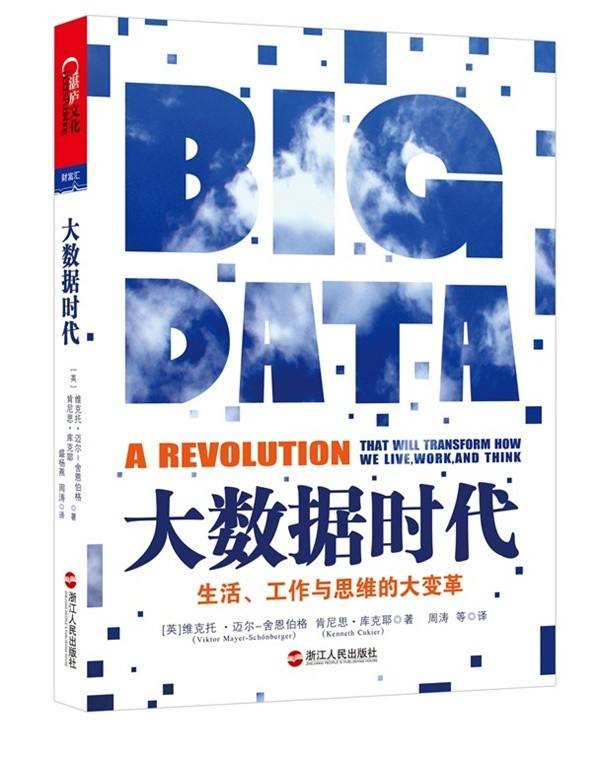 湛庐文化
财富汇
大数据时代
[英] 维克托·迈尔-舍恩伯格 著
肯尼思·库克耶
盛杨燕 周涛 译
浙江人民出版社
BIG
DATA
A REVOLUTION
THAT WILL TRANSFORM HOW
WE LIVE, WORK, AND THINK
大数据时代
生活、工作与思维的大变革
[英]维克托·迈尔-舍恩伯格 肯尼思·库克耶◎著 周涛 等◎译
(Viktor Mayer-Schönberger) (Kenneth Cukier)
浙江人民出版社
ZHEJIANG PEOPLE'S PUBLISHING HOUSE